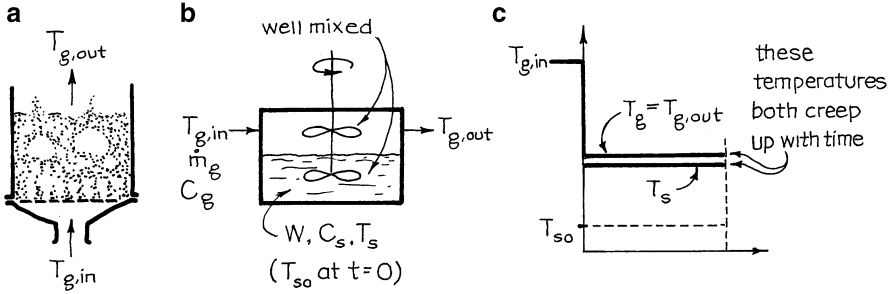 a
T_g,out
T_g,in
b
well mixed
T_g,in
ṁ_g
C_g
T_g,out
W, C_s, T_s
(T_so at t=0)
c
T_g,in
T_g = T_g,out
T_s
T_so
these
temperatures
both creep
up with time